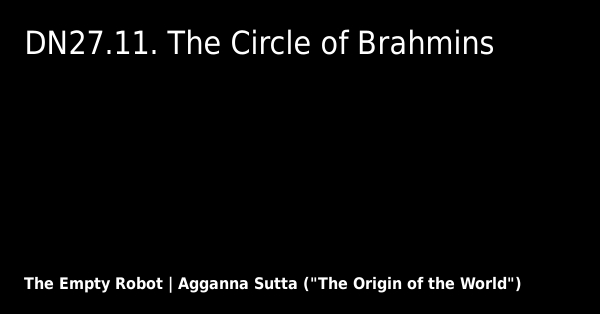 DN27.11. The Circle of Brahmins
The Empty Robot | Agganna Sutta ("The Origin of the World")